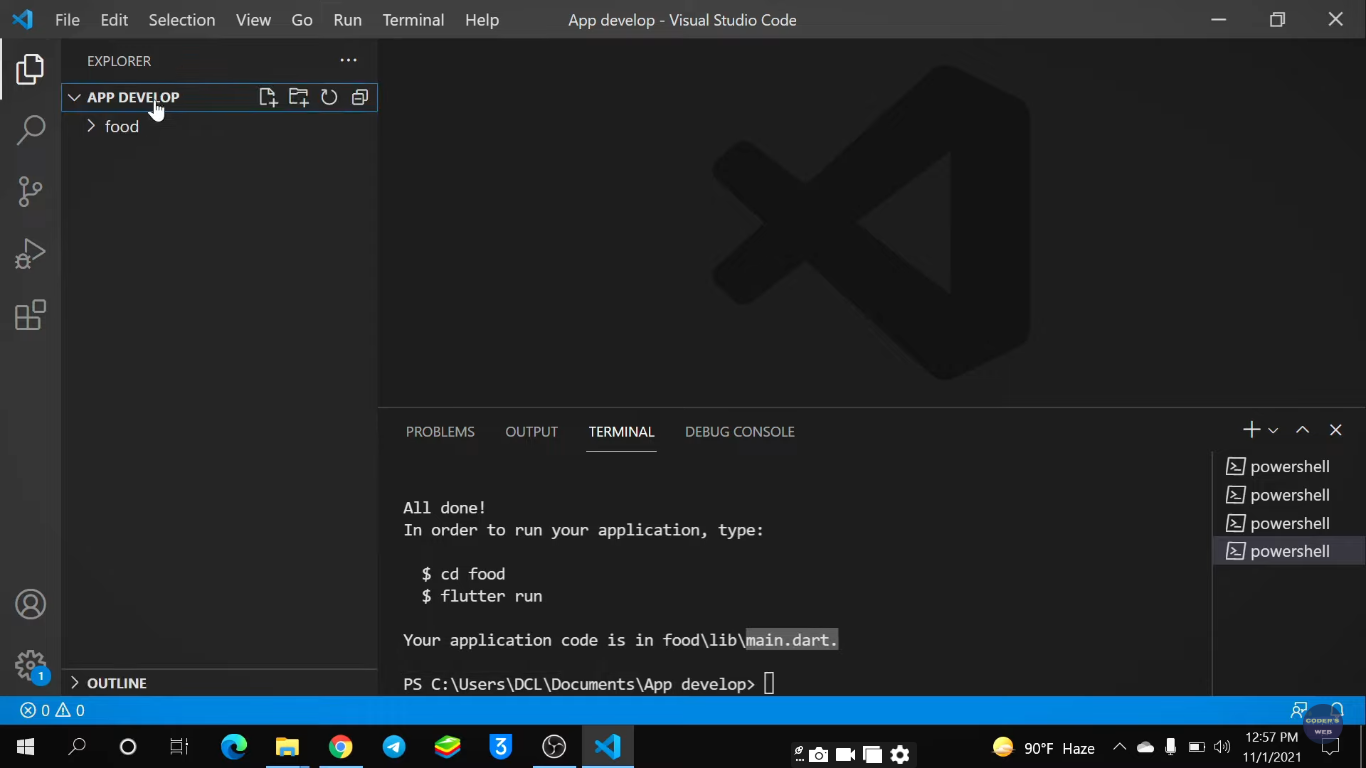 File Edit Selection View Go Run Terminal Help
App develop - Visual Studio Code
EXPLORER
APP DEVELOP
food
OUTLINE
PROBLEMS OUTPUT TERMINAL DEBUG CONSOLE
All done!
In order to run your application, type:
$ cd food
$ flutter run
Your application code is in food\lib\main.dart.
PS C:\Users\DCL\Documents\App develop>
powershell
powershell
powershell
powershell
1
0 0
CODER'S
WEB
3
90°F Haze
12:57 PM
11/1/2021